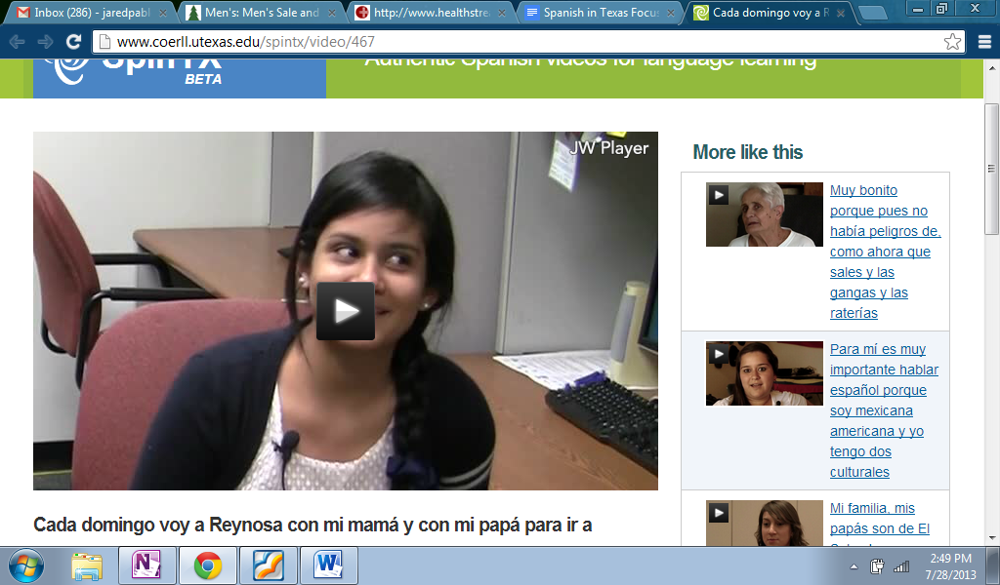 Inbox (286) - jaredpabl
Men's: Men's Sale and
http://www.healthstre
Spanish in Texas Focus
Cada domingo voy a R
www.coerll.utexas.edu/spintx/video/467
SpinTX
BETA
Authentic Spanish videos for language learning
JW Player
More like this
Muy bonito
porque pues no
había peligros de,
como ahora que
sales y las
gangas y las
raterías
Para mí es muy
importante hablar
español porque
soy mexicana
americana y yo
tengo dos
culturales
Mi familia, mis
papás son de El
Cada domingo voy a Reynosa con mi mamá y con mi papá para ir a
2:49 PM
7/28/2013